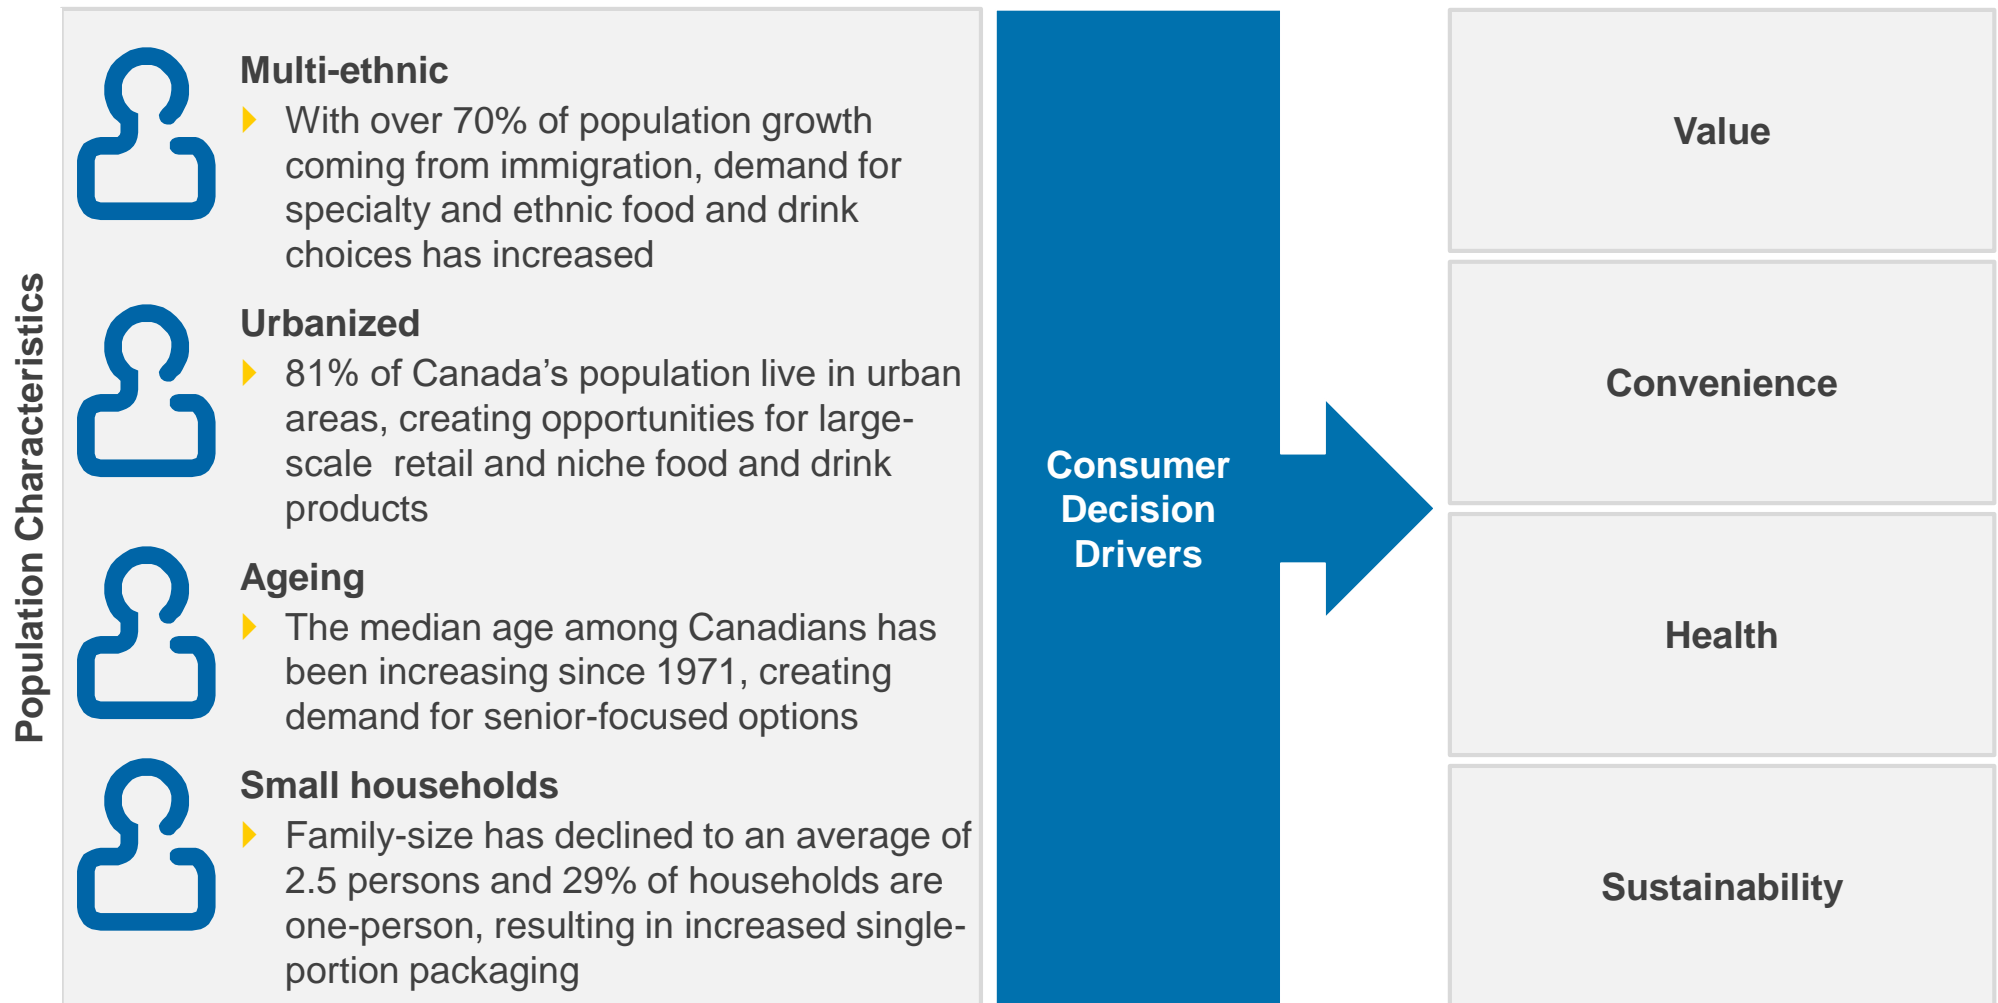 Population Characteristics
Multi-ethnic
With over 70% of population growth
coming from immigration, demand for
specialty and ethnic food and drink
choices has increased
Urbanized
81% of Canada’s population live in urban
areas, creating opportunities for large-
scale  retail and niche food and drink
products
Ageing
The median age among Canadians has
been increasing since 1971, creating
demand for senior-focused options
Small households
Family-size has declined to an average of
2.5 persons and 29% of households are
one-person, resulting in increased single-
portion packaging
Consumer
Decision
Drivers
Value
Convenience
Health
Sustainability